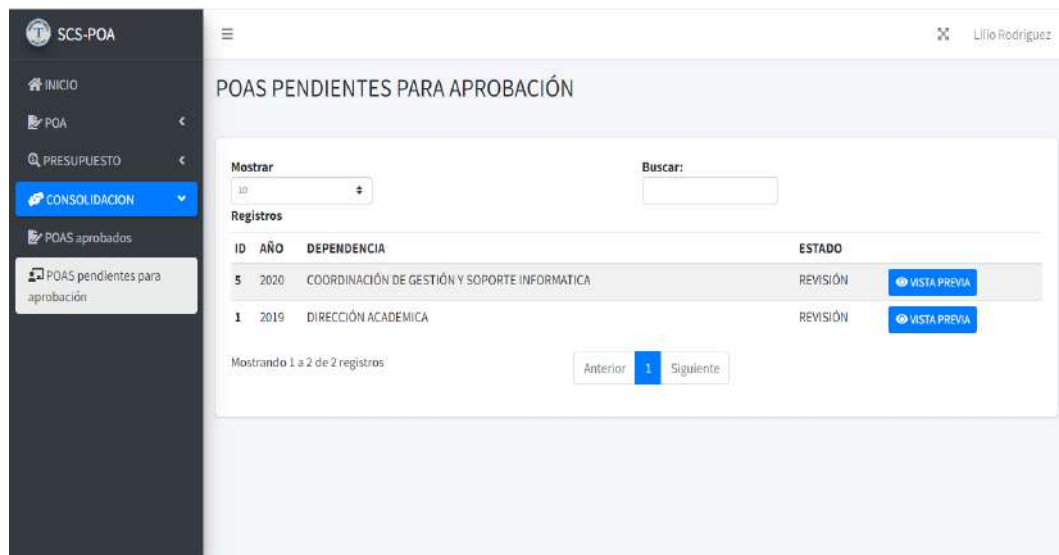 SCS-POA
Lilio Rodriguez
INICIO
POA
PRESUPUESTO
CONSOLIDACION
POAS aprobados
POAS pendientes para
aprobación
POAS PENDIENTES PARA APROBACIÓN
Mostrar
10
Registros
Buscar:
ID AÑO DEPENDENCIA ESTADO
5 2020 COORDINACIÓN DE GESTIÓN Y SOPORTE INFORMATICA REVISIÓN VISTA PREVIA
1 2019 DIRECCIÓN ACADEMICA REVISIÓN VISTA PREVIA
Mostrando 1 a 2 de 2 registros
Anterior 1 Siguiente